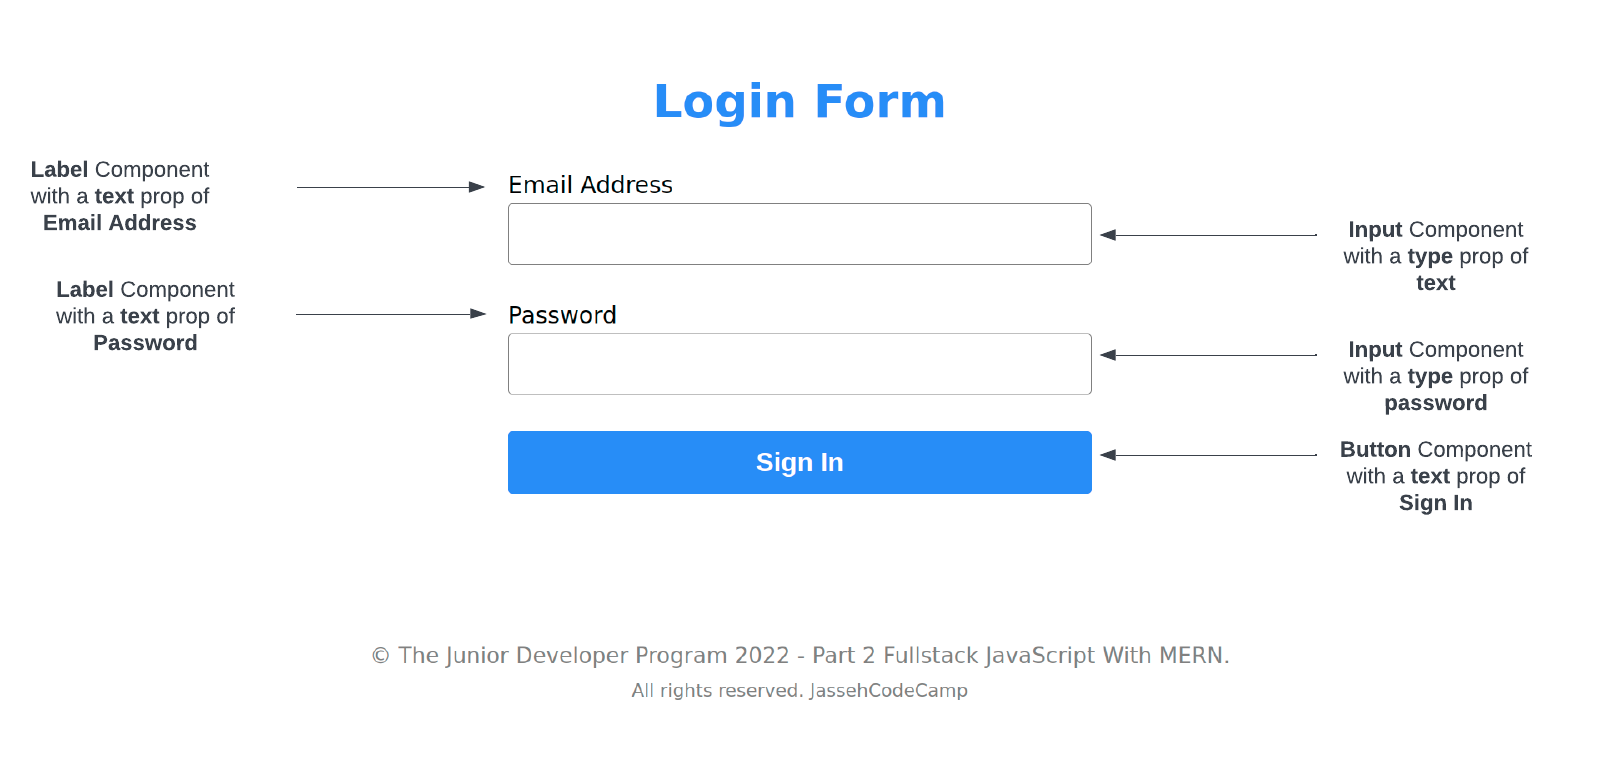 Login Form
Label Component
with a text prop of
Email Address
Email Address
Input Component
with a type prop of
text
Label Component
with a text prop of
Password
Password
Input Component
with a type prop of
password
Sign In
Button Component
with a text prop of
Sign In
© The Junior Developer Program 2022 - Part 2 Fullstack JavaScript With MERN.
All rights reserved. JassehCodeCamp